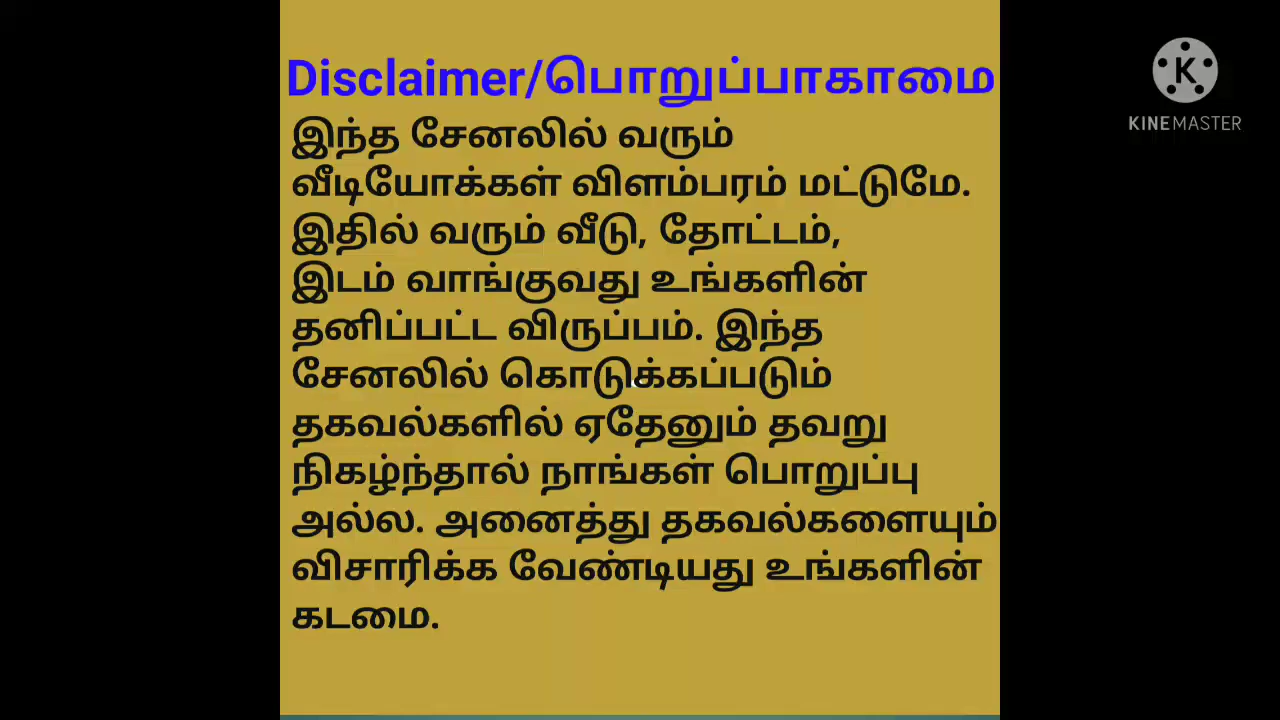 Disclaimer/பொறுப்பாகாமை
இந்த சேனலில் வரும்
வீடியோக்கள் விளம்பரம் மட்டுமே.
இதில் வரும் வீடு, தோட்டம்,
இடம் வாங்குவது உங்களின்
தனிப்பட்ட விருப்பம். இந்த
சேனலில் கொடுக்கப்படும்
தகவல்களில் ஏதேனும் தவறு
நிகழ்ந்தால் நாங்கள் பொறுப்பு
அல்ல. அனைத்து தகவல்களையும்
விசாரிக்க வேண்டியது உங்களின்
கடமை.
K
KINEMASTER